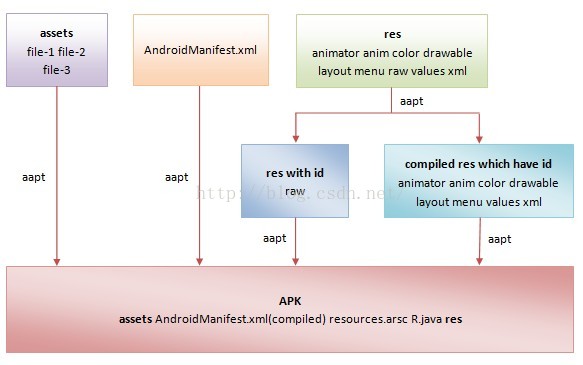 assets
file-1 file-2
file-3
AndroidManifest.xml
res
animator anim color drawable
layout menu raw values xml
aapt
res with id
raw
compiled res which have id
animator anim color drawable
layout menu values xml
http://blog.csdn.net/
aapt
aapt
aapt
aapt
APK
assets AndroidManifest.xml(compiled) resources.arsc R.java res